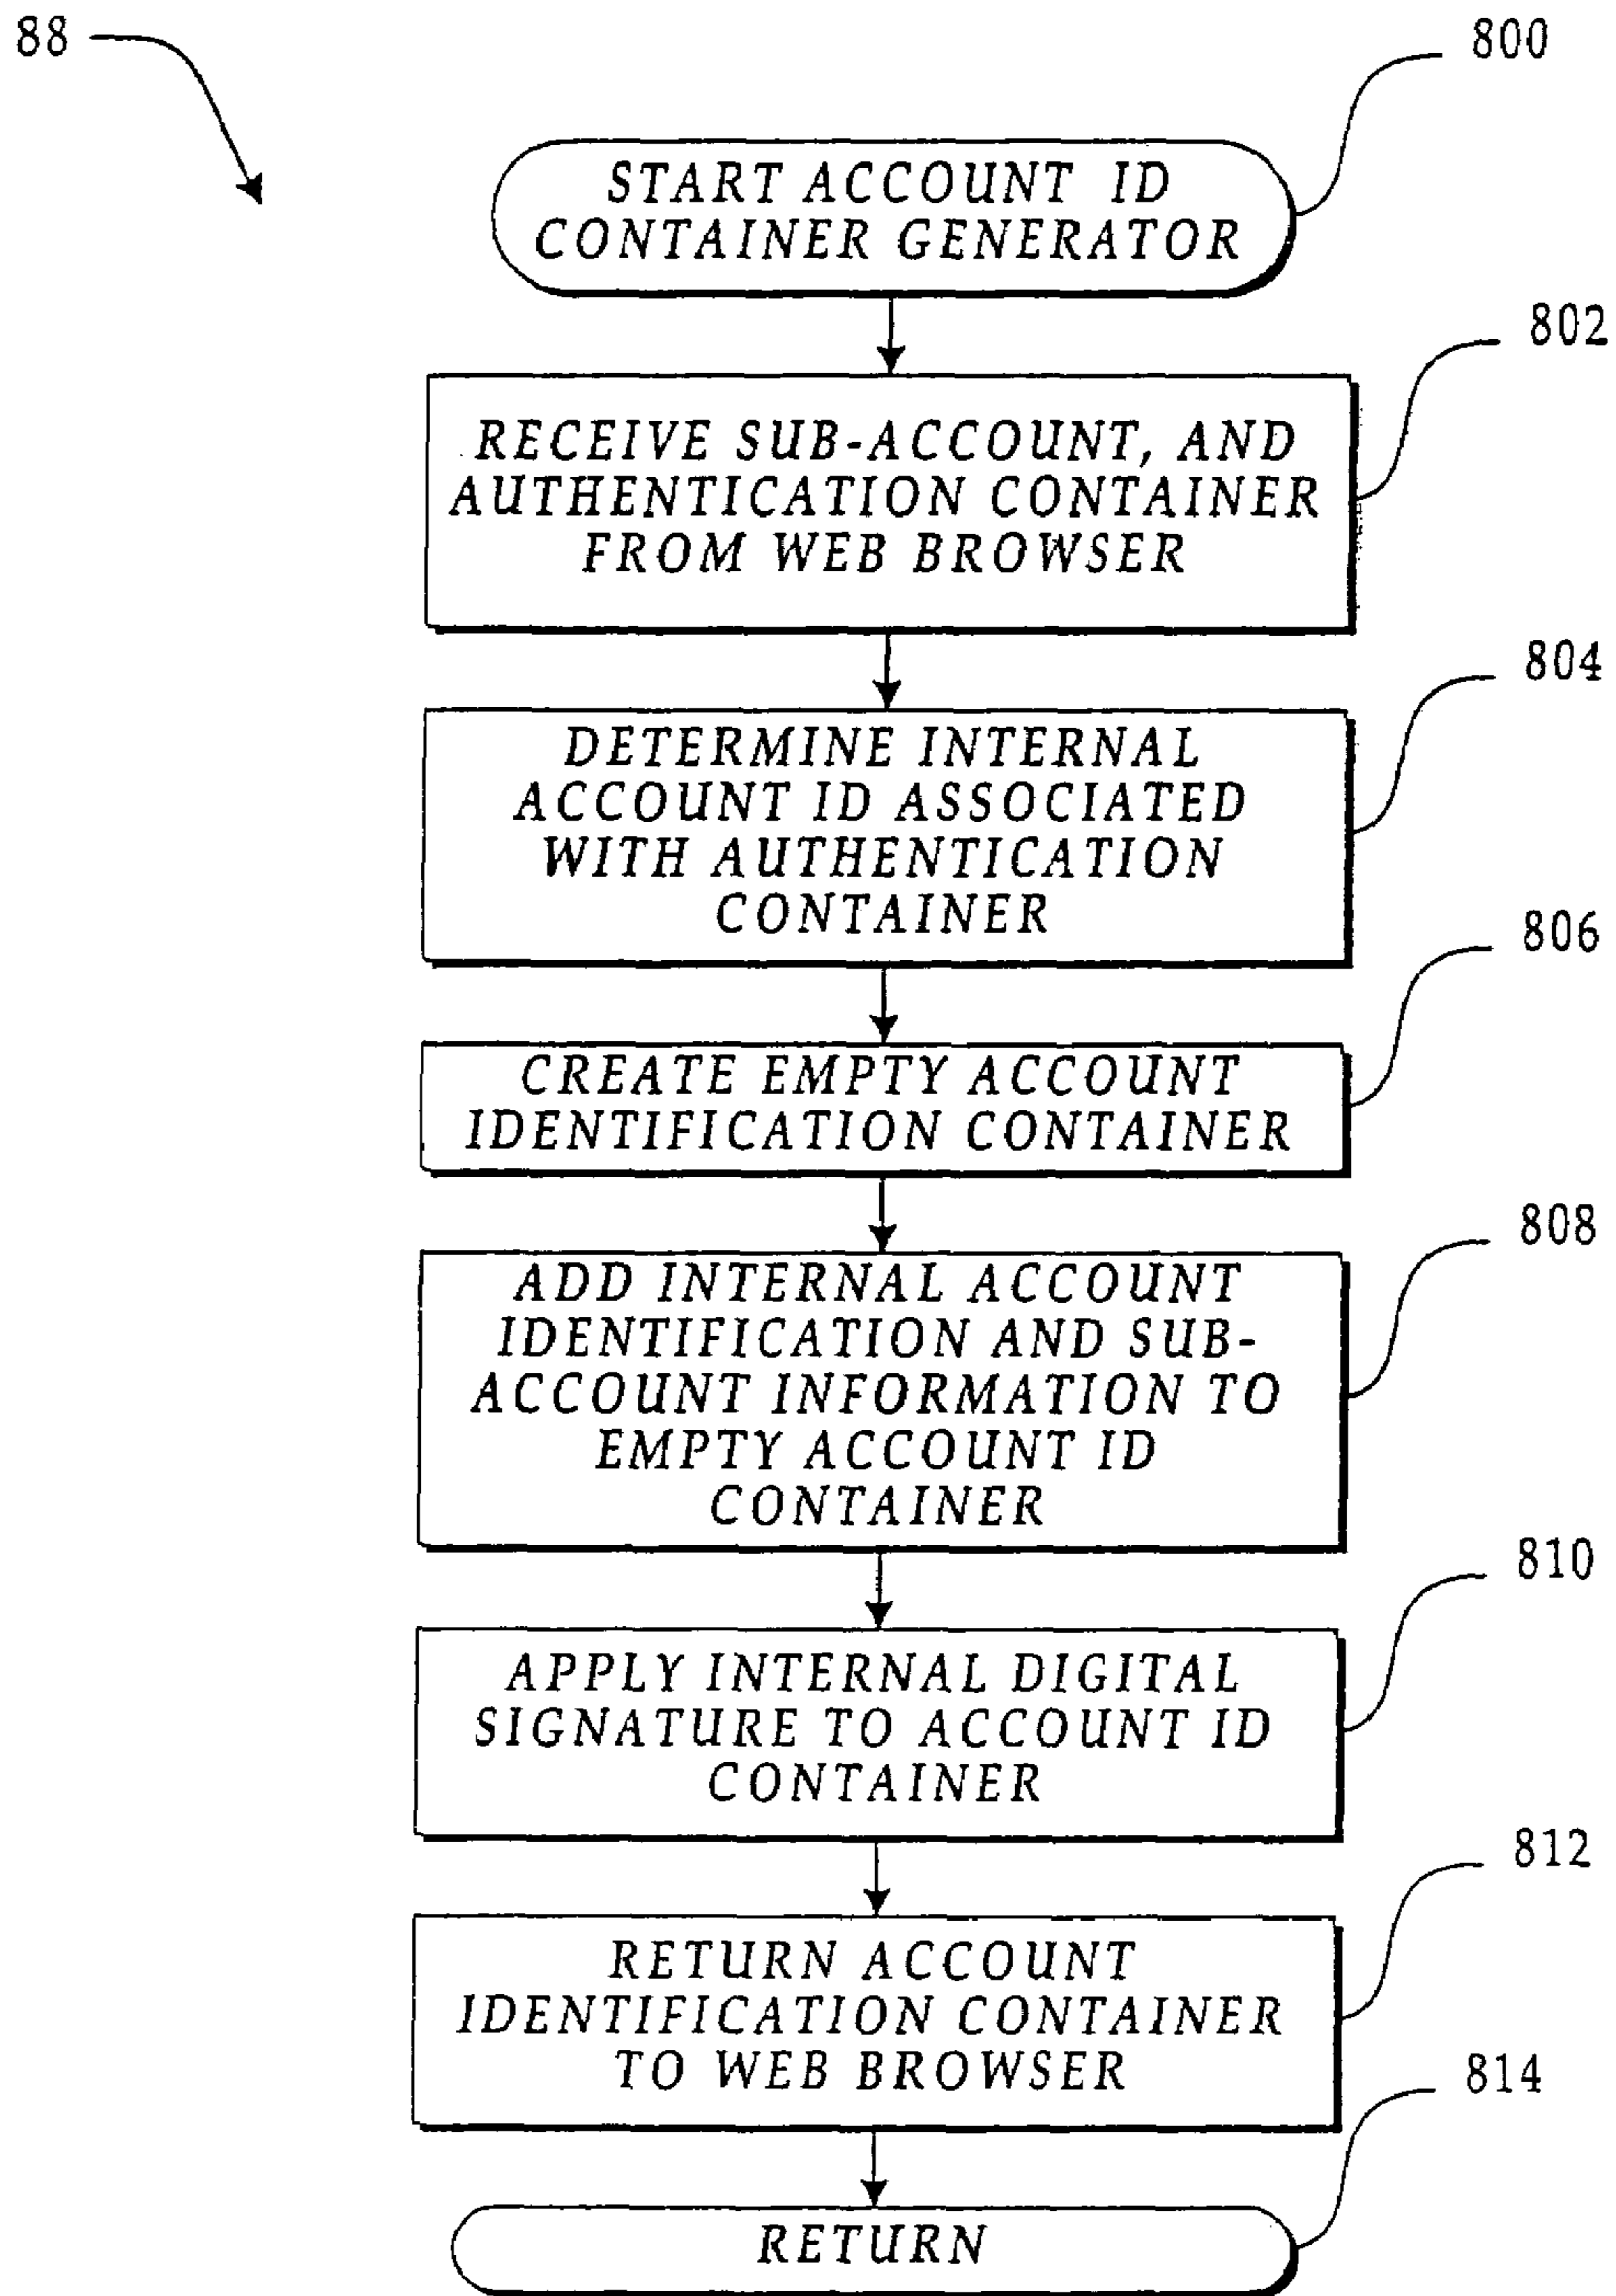 88
800
START ACCOUNT ID
CONTAINER GENERATOR
802
RECEIVE SUB-ACCOUNT, AND
AUTHENTICATION CONTAINER
FROM WEB BROWSER
804
DETERMINE INTERNAL
ACCOUNT ID ASSOCIATED
WITH AUTHENTICATION
CONTAINER
806
CREATE EMPTY ACCOUNT
IDENTIFICATION CONTAINER
808
ADD INTERNAL ACCOUNT
IDENTIFICATION AND SUB-
ACCOUNT INFORMATION TO
EMPTY ACCOUNT ID
CONTAINER
810
APPLY INTERNAL DIGITAL
SIGNATURE TO ACCOUNT ID
CONTAINER
812
RETURN ACCOUNT
IDENTIFICATION CONTAINER
TO WEB BROWSER
814
RETURN